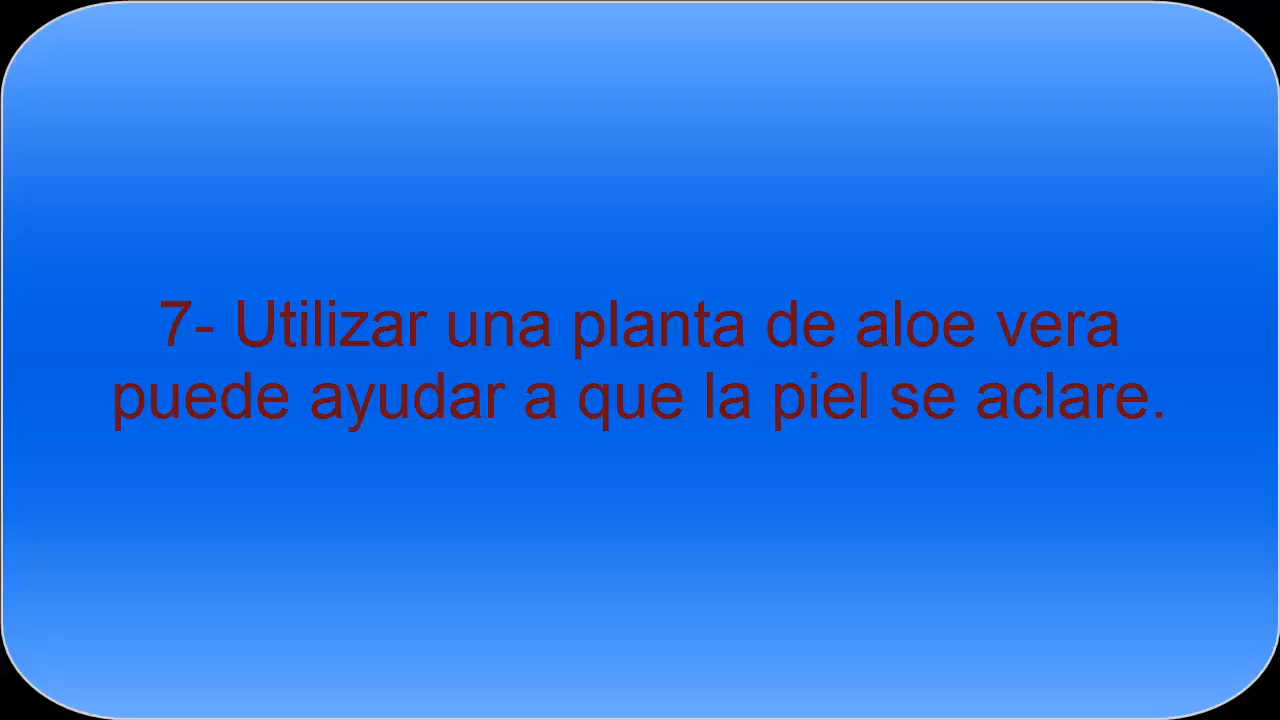 7- Utilizar una planta de aloe vera
puede ayudar a que la piel se aclare.